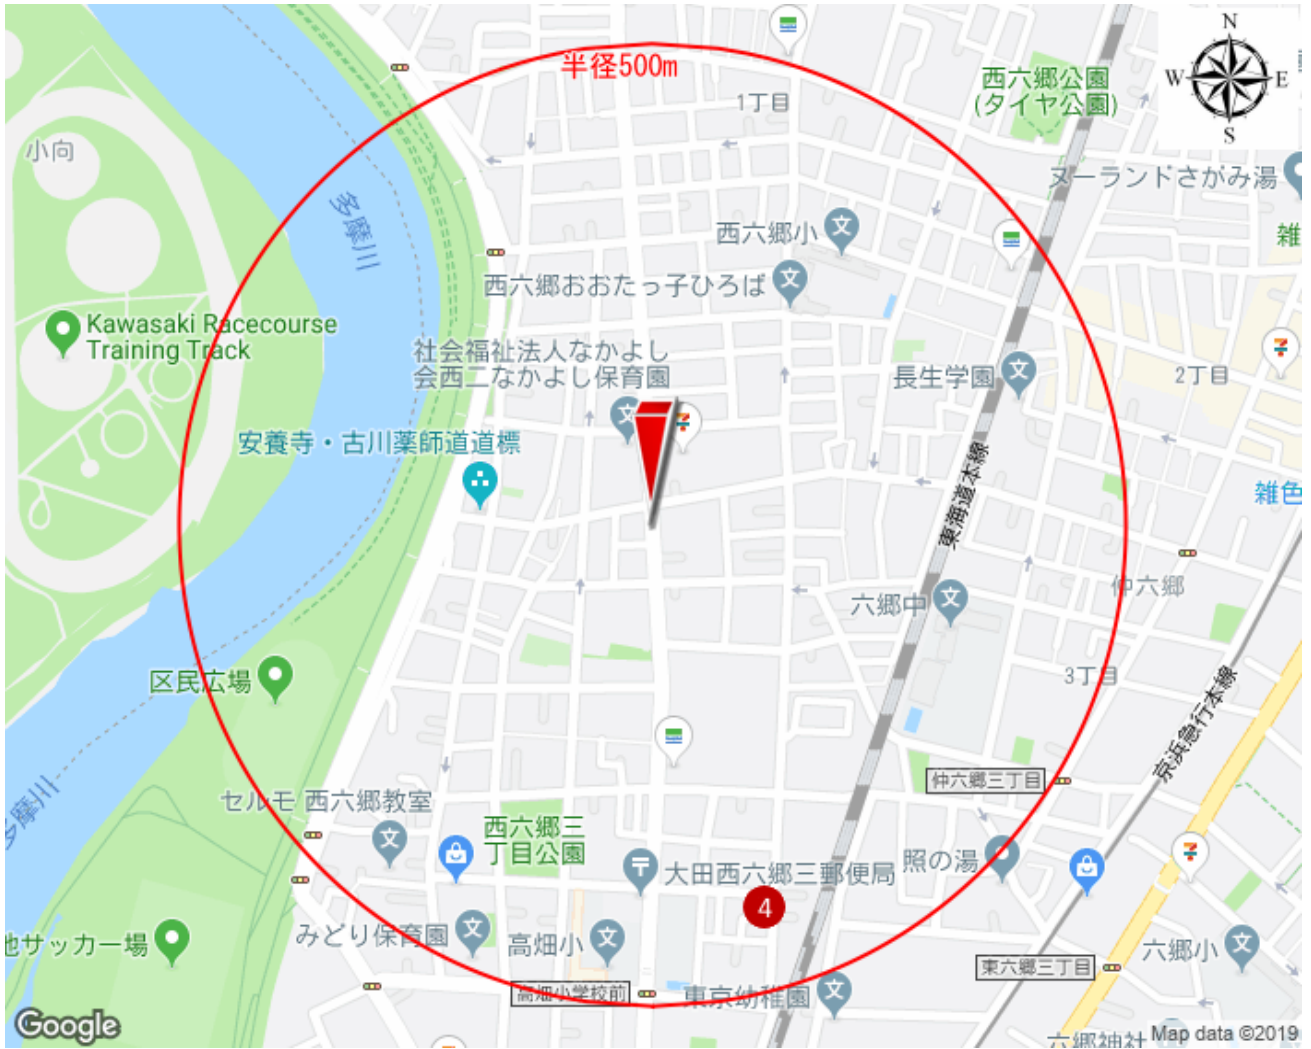 半径500m
N
W
E
S
西六郷公園
(タイヤ公園)
1丁目
小向
ヌーランドさがみ湯
多摩川
西六郷小
雑
西六郷おおたっ子ひろば
Kawasaki Racecourse
Training Track
社会福祉法人なかよし
会西二なかよし保育園
長生学園
2丁目
安養寺・古川薬師道道標
東海道本線
雑色
仲六郷
六郷中
区民広場
3丁目
京浜急行本線
仲六郷三丁目
多摩川
セルモ 西六郷教室
西六郷三
丁目公園
大田西六郷三郵便局
照の湯
4
みどり保育園
高畑小
地サッカー場
六郷小
東六郷三丁目
高畑小学校前
東京幼稚園
Google
六郷神社
Map data ©2019